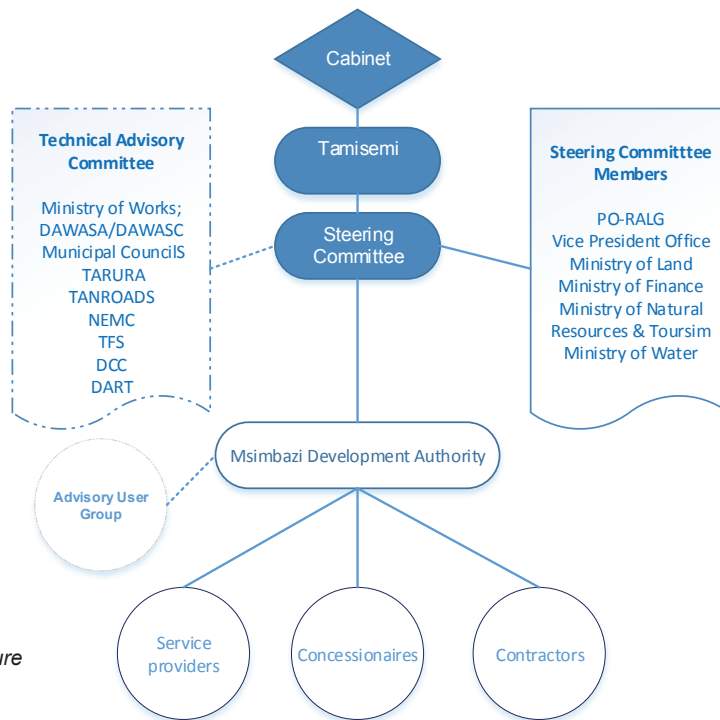 Cabinet
Tamisemi
Steering
Committee
Technical Advisory
Committee
Ministry of Works;
DAWASA/DAWASC
Municipal CouncilS
TARURA
TANROADS
NEMC
TFS
DCC
DART
Steering Committtee
Members
PO-RALG
Vice President Office
Ministry of Land
Ministry of Finance
Ministry of Natural
Resources & Toursim
Ministry of Water
Msimbazi Development Authority
Advisory User
Group
Service
providers
Concessionaires
Contractors